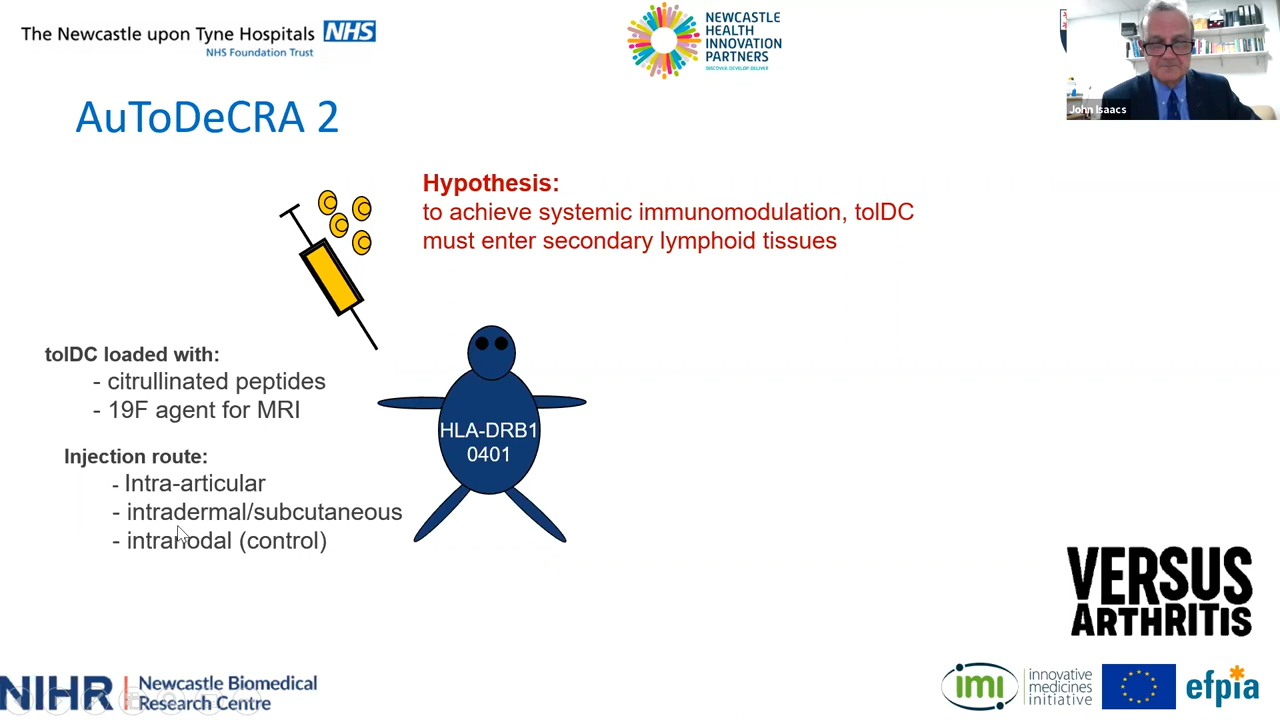 The Newcastle upon Tyne Hospitals NHS
NHS Foundation Trust
NEWCASTLE
HEALTH
INNOVATION
PARTNERS
DISCOVER. DEVELOP. DELIVER.
John Isaacs
AuToDeCRA 2
Hypothesis:
to achieve systemic immunomodulation, tolDC
must enter secondary lymphoid tissues
tolDC loaded with:
- citrullinated peptides
- 19F agent for MRI
Injection route:
- Intra-articular
- intradermal/subcutaneous
- intranodal (control)
HLA-DRB1
0401
VERSUS
ARTHRITIS
NIHR | Newcastle Biomedical
Research Centre
imi
innovative
medicines
initiative
efpia